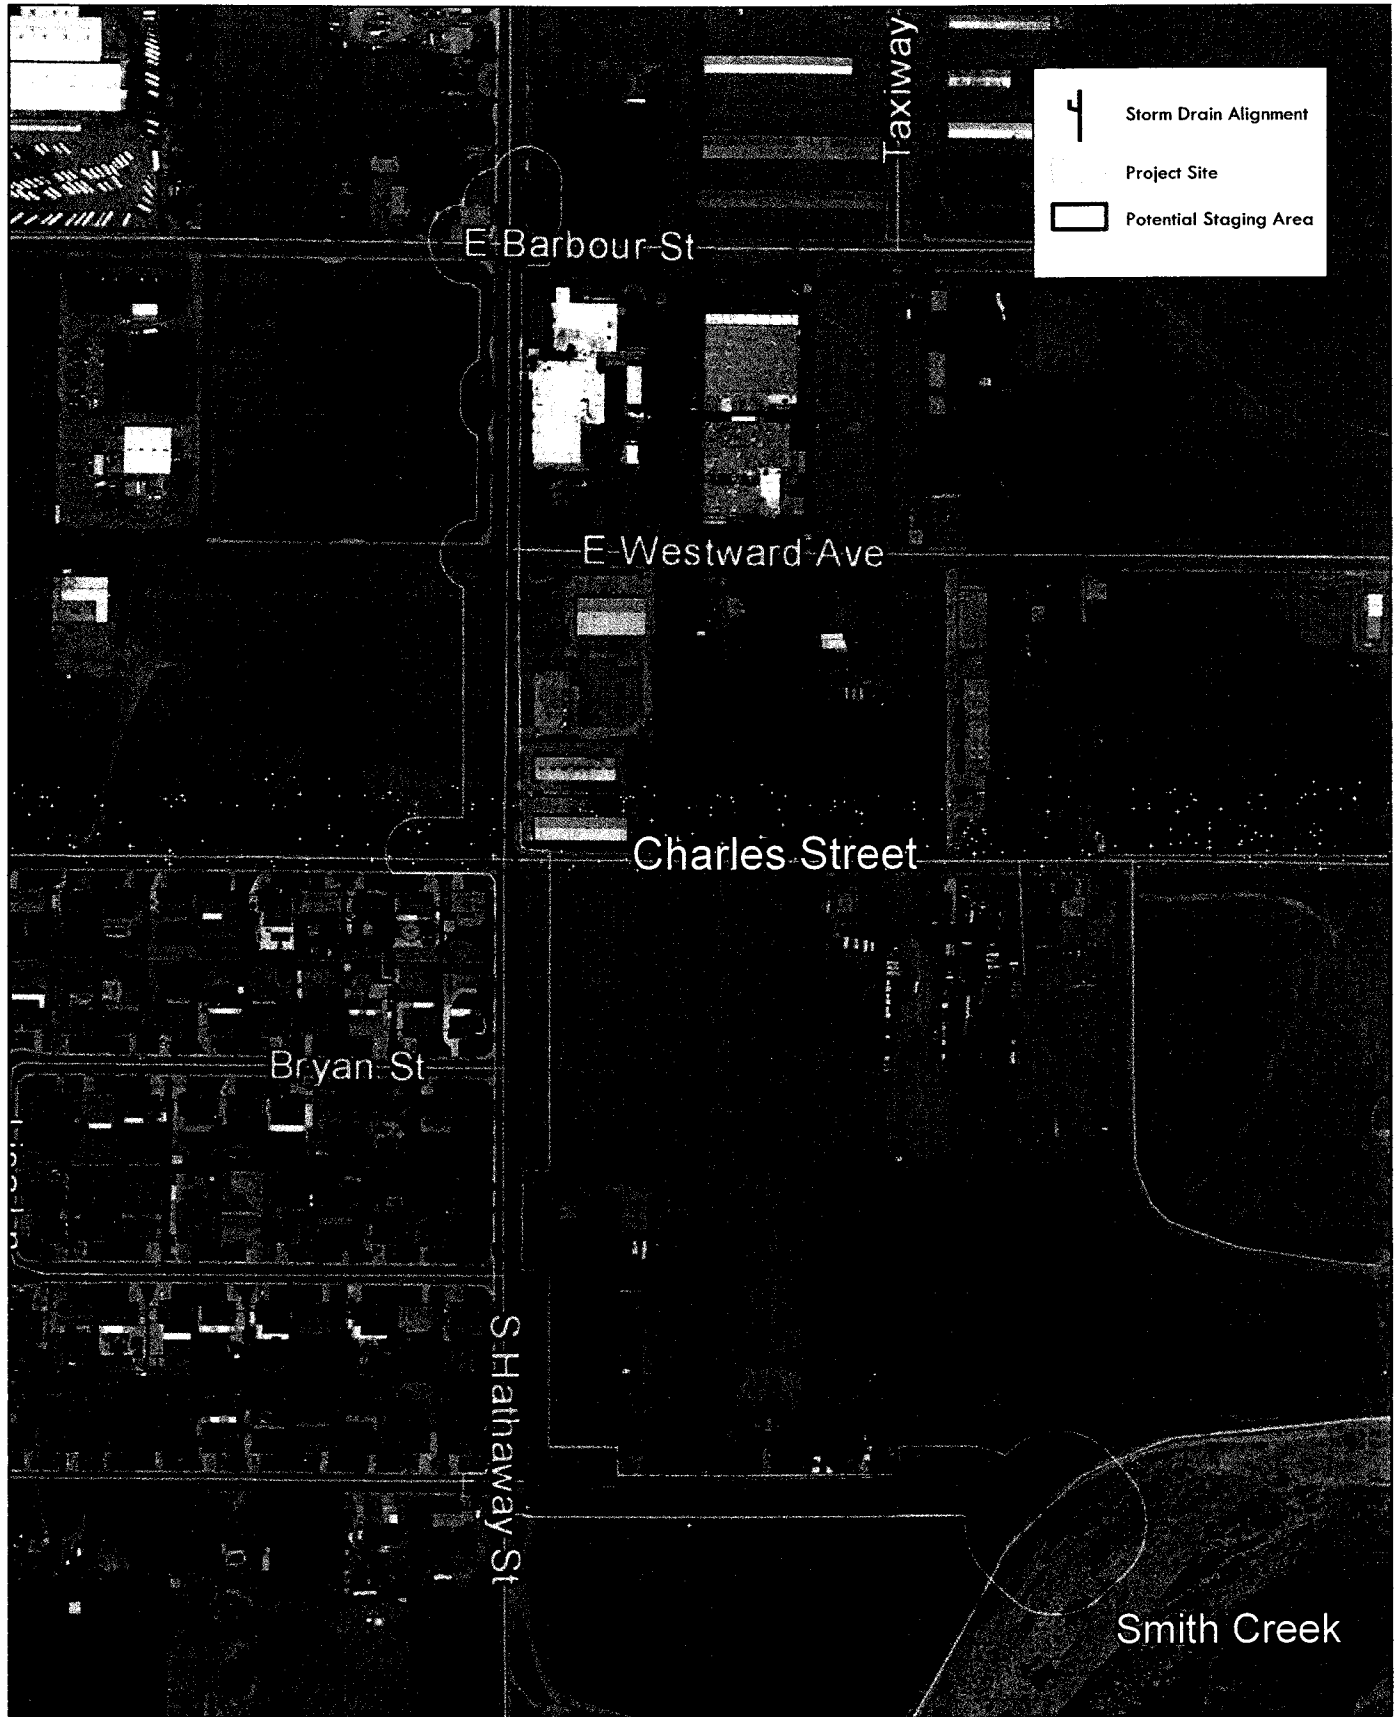 Taxiway
Storm Drain Alignment
Project Site
Potential Staging Area
E Barbour St
E Westward Ave
Charles Street
Bryan St
S Hathaway St
Smith Creek